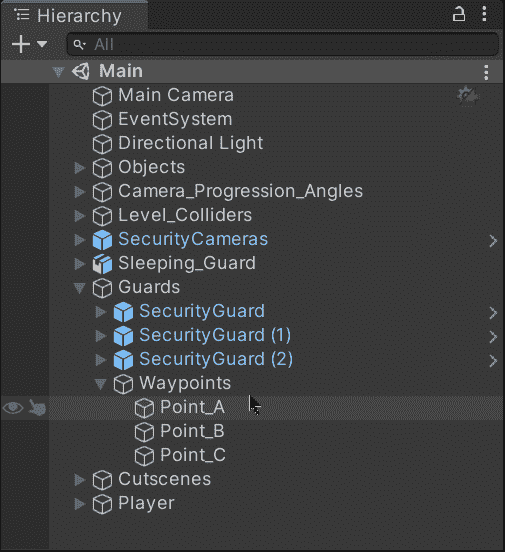 Hierarchy
All
Main
Main Camera
EventSystem
Directional Light
Objects
Camera_Progression_Angles
Level_Colliders
SecurityCameras
Sleeping_Guard
Guards
SecurityGuard
SecurityGuard (1)
SecurityGuard (2)
Waypoints
Point_A
Point_B
Point_C
Cutscenes
Player